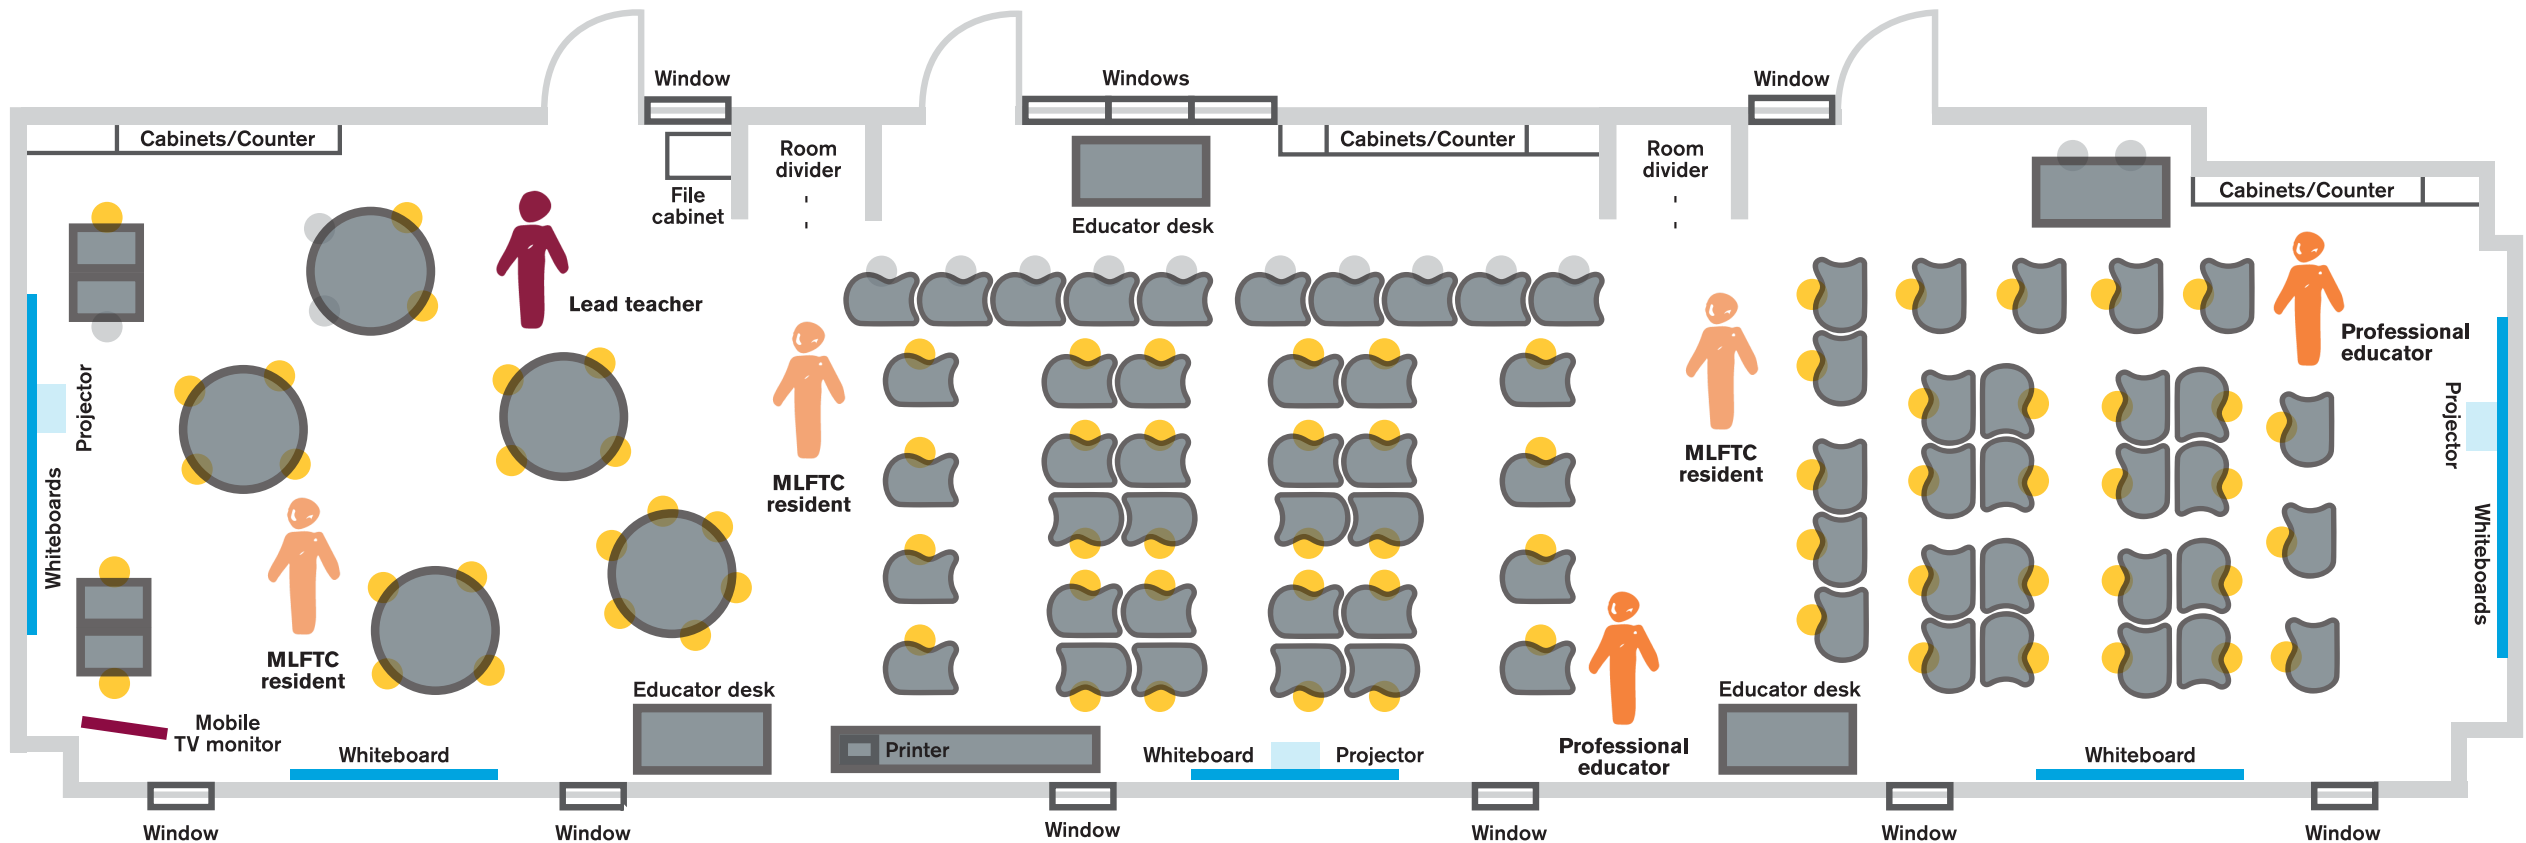 Window
Windows
Window
Cabinets/Counter
Room
divider
Cabinets/Counter
Room
divider
Cabinets/Counter
File
cabinet
Educator desk
Lead teacher
Professional
educator
Projector
Whiteboards
MLFTC
resident
MLFTC
resident
Projector
Whiteboards
MLFTC
resident
Educator desk
Educator desk
Mobile
TV monitor
Whiteboard
Printer
Whiteboard
Projector
Professional
educator
Whiteboard
Window
Window
Window
Window
Window
Window